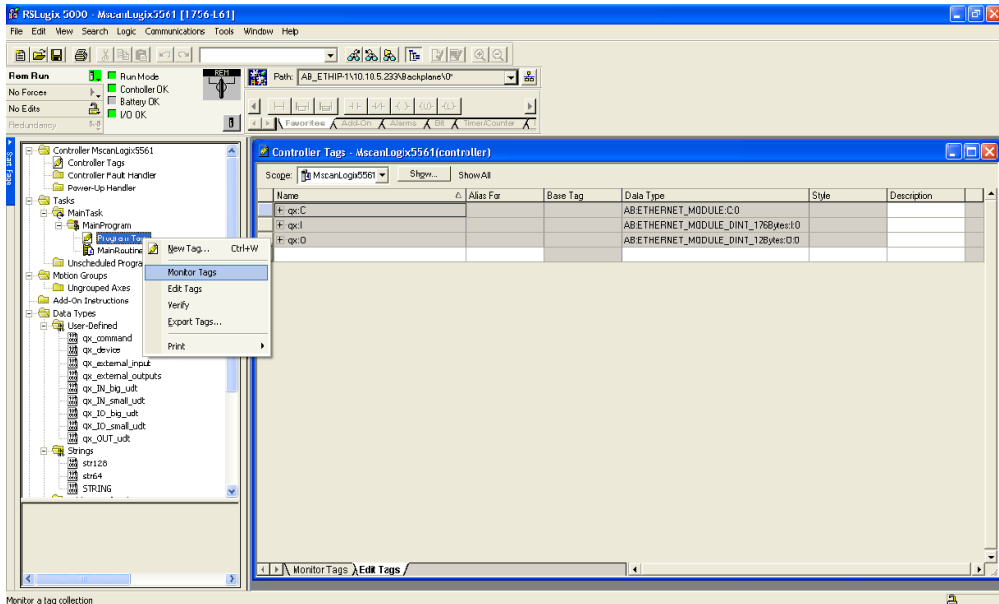 RSLogix 5000 - MscanLogix5561 [1756-L61]
File Edit View Search Logic Communications Tools Window Help
Rem Run
Run Mode
No Forces
Controller OK
Battery OK
No Edits
I/O OK
Redundancy
REM
Path: AB_ETHIP-1\10.10.5.233\Backplane\0*
Favorites Add-On Alarms Bit Timer/Counter
Start Page
Controller MscanLogix5561
Controller Tags
Controller Fault Handler
Power-Up Handler
Tasks
MainTask
MainProgram
Program Tags
MainRoutine
Unscheduled Progra
Motion Groups
Ungrouped Axes
Add-On Instructions
Data Types
User-Defined
qx_command
qx_device
qx_external_input
qx_external_outputs
qx_IN_big_udt
qx_IN_small_udt
qx_IO_big_udt
qx_IO_small_udt
qx_OUT_udt
Strings
str128
str64
STRING
New Tag... Ctrl+W
Monitor Tags
Edit Tags
Verify
Export Tags...
Print
Controller Tags - MscanLogix5561(controller)
Scope: MscanLogix5561 Show... Show All
Name Alias For Base Tag Data Type Style Description
qx:C AB:ETHERNET_MODULE:C:0
qx:I AB:ETHERNET_MODULE_DINT_176Bytes:I:0
qx:O AB:ETHERNET_MODULE_DINT_12Bytes:O:0
Monitor Tags Edit Tags
Monitor a tag collection